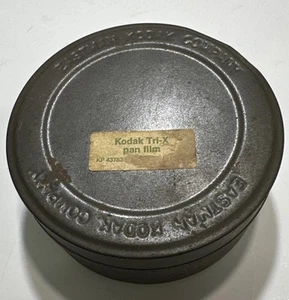 EASTMAN KODAK COMPANY
Kodak Tri-X
pan film
EASTMAN KODAK COMPANY